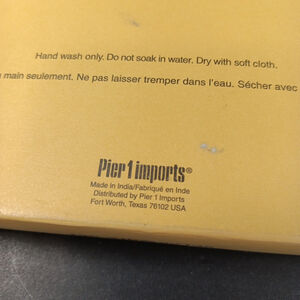 Hand wash only. Do not soak in water. Dry with soft cloth.
main seulement. Ne pas laisser tremper dans l'eau. Sécher avec
Pier 1 imports®
Made in India/Fabriqué en Inde
Distributed by Pier 1 Imports
Fort Worth, Texas 76102 USA